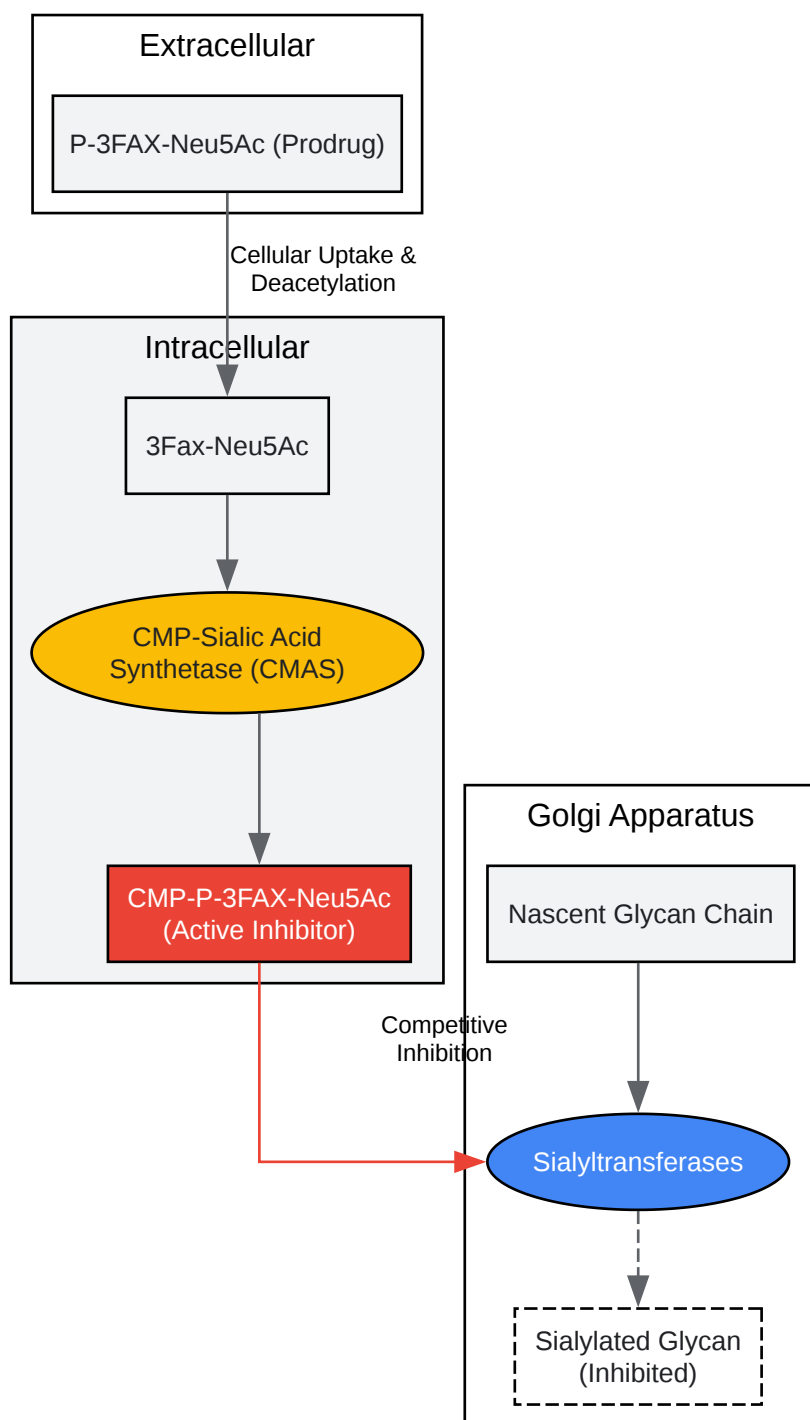 Extracellular
P-3FAX-Neu5Ac (Prodrug)
Cellular Uptake &
Deacetylation
Intracellular
3Fax-Neu5Ac
CMP-Sialic Acid
Synthetase (CMAS)
CMP-P-3FAX-Neu5Ac
(Active Inhibitor)
Competitive
Inhibition
Golgi Apparatus
Nascent Glycan Chain
Sialyltransferases
Sialylated Glycan
(Inhibited)